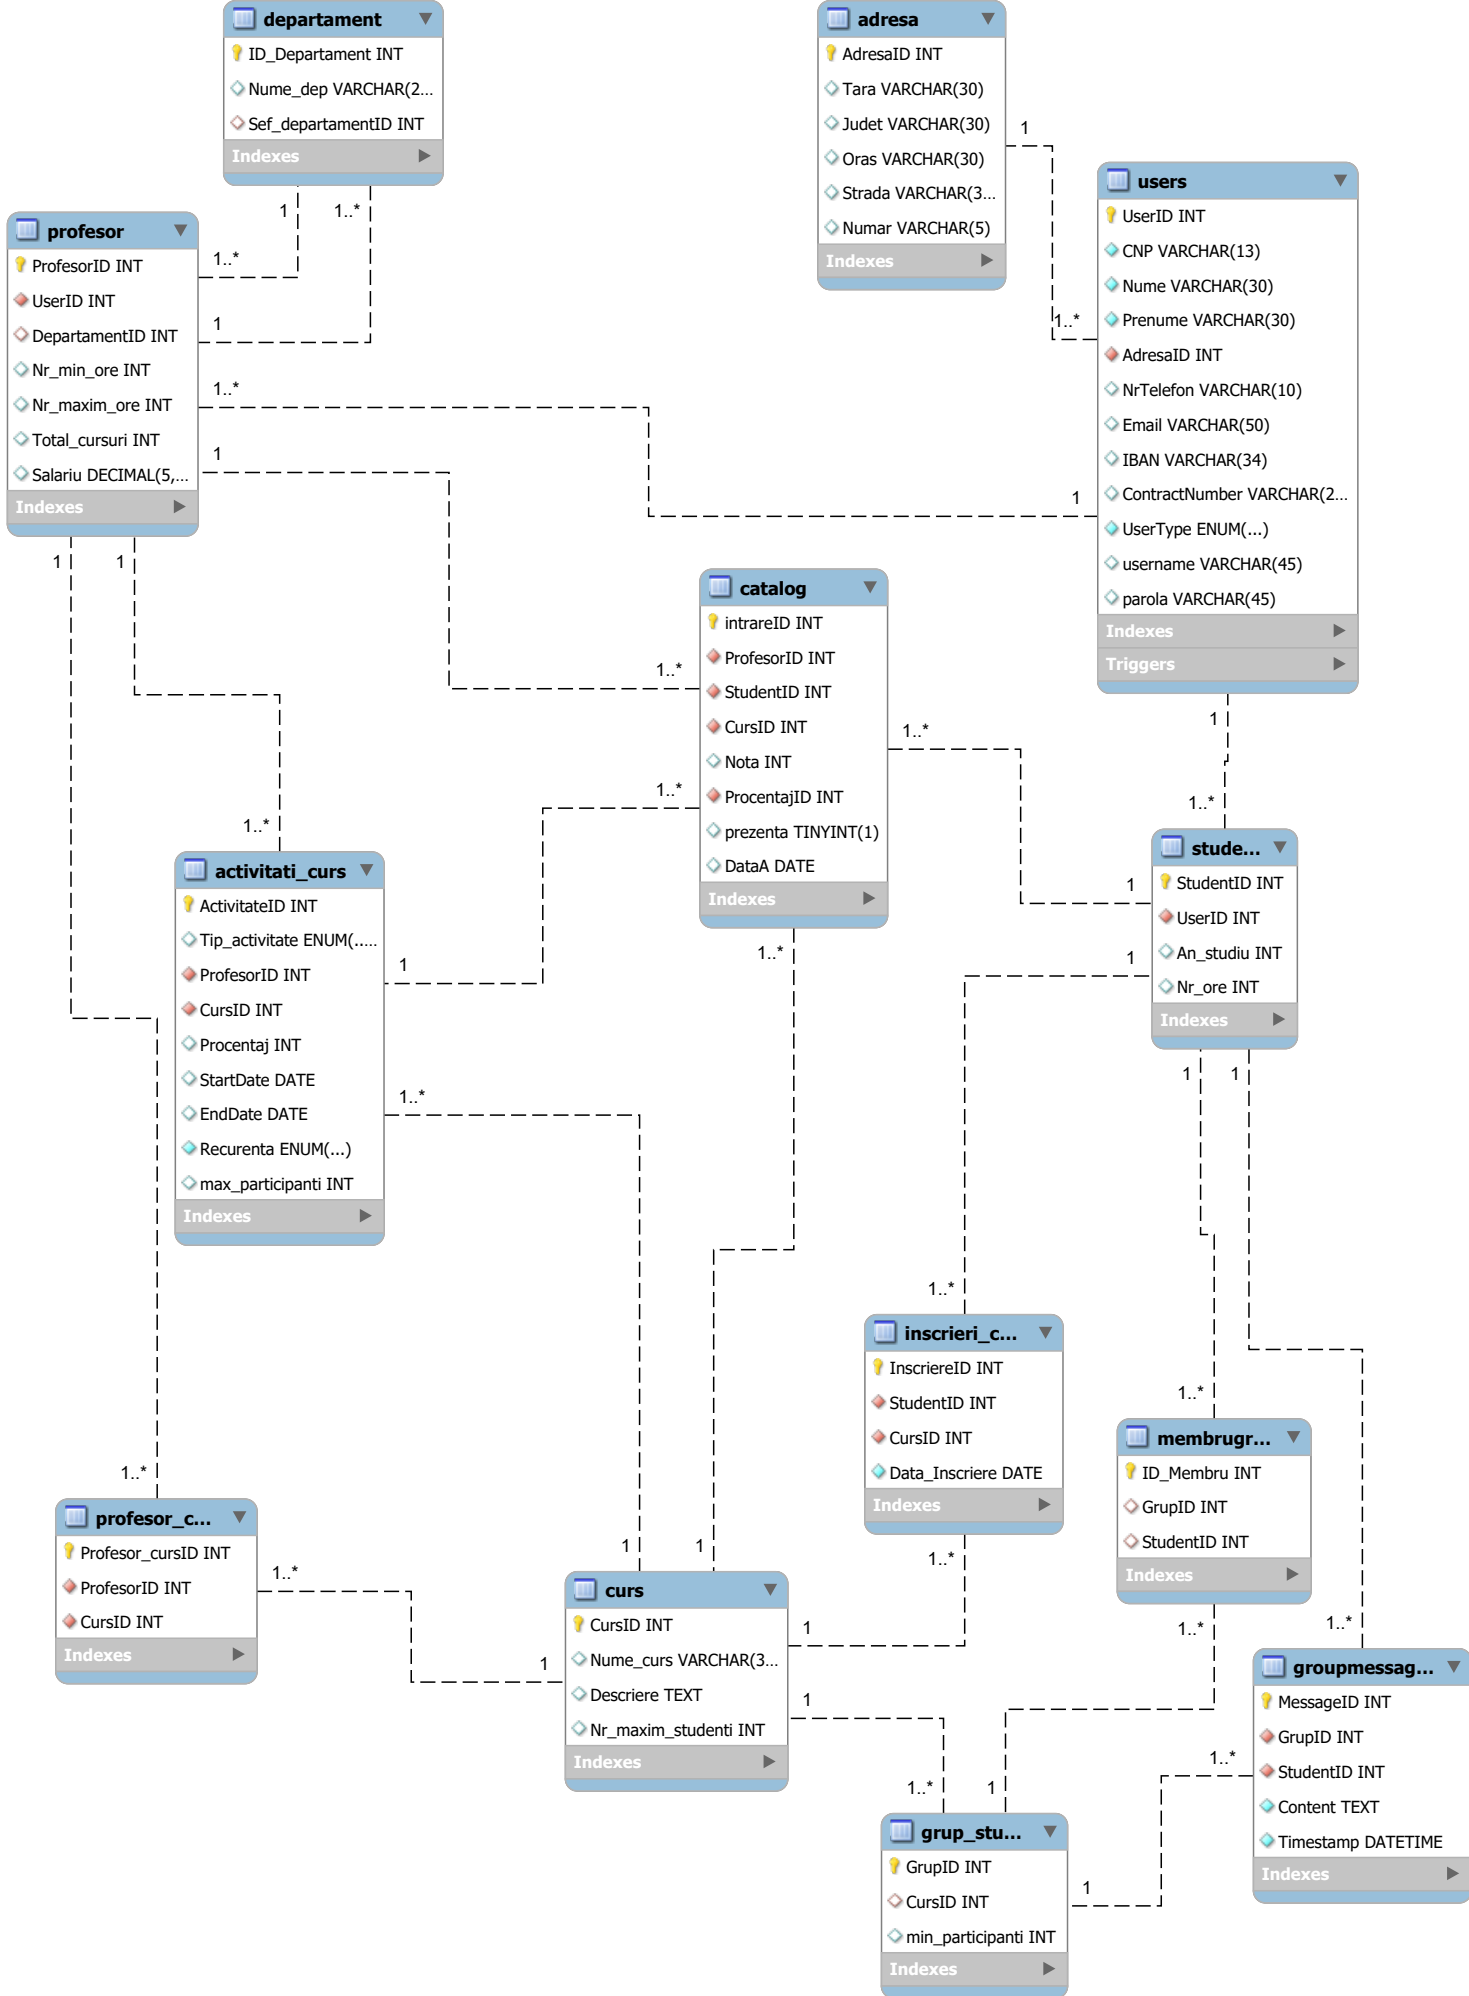 departament
ID_Departament INT
Nume_dep VARCHAR(2...
Sef_departamentID INT
Indexes
adresa
AdresaID INT
Tara VARCHAR(30)
Judet VARCHAR(30)
Oras VARCHAR(30)
Strada VARCHAR(3...
Numar VARCHAR(5)
Indexes
1
1..*
users
UserID INT
CNP VARCHAR(13)
Nume VARCHAR(30)
Prenume VARCHAR(30)
AdresaID INT
NrTelefon VARCHAR(10)
Email VARCHAR(50)
IBAN VARCHAR(34)
ContractNumber VARCHAR(2...
UserType ENUM(...)
username VARCHAR(45)
parola VARCHAR(45)
Indexes
Triggers
1
1..*
1..*
1
profesor
ProfesorID INT
UserID INT
DepartamentID INT
Nr_min_ore INT
Nr_maxim_ore INT
Total_cursuri INT
Salariu DECIMAL(5,...
Indexes
1..*
1
1
1
1
1..*
catalog
intrareID INT
ProfesorID INT
StudentID INT
CursID INT
Nota INT
ProcentajID INT
prezenta TINYINT(1)
DataA DATE
Indexes
1..*
1..*
1
1..*
1
1..*
stude...
StudentID INT
UserID INT
An_studiu INT
Nr_ore INT
Indexes
1
1
1..*
activitati_curs
ActivitateID INT
Tip_activitate ENUM(.....
ProfesorID INT
CursID INT
Procentaj INT
StartDate DATE
EndDate DATE
Recurenta ENUM(...)
max_participanti INT
Indexes
1
1..*
1..*
1
1
1..*
inscrieri_c...
InscriereID INT
StudentID INT
CursID INT
Data_Inscriere DATE
Indexes
1..*
1..*
membrugr...
ID_Membru INT
GrupID INT
StudentID INT
Indexes
1..*
1..*
1..*
profesor_c...
Profesor_cursID INT
ProfesorID INT
CursID INT
Indexes
1..*
1
1
1
curs
CursID INT
Nume_curs VARCHAR(3...
Descriere TEXT
Nr_maxim_studenti INT
Indexes
1
1
groupmessag...
MessageID INT
GrupID INT
StudentID INT
Content TEXT
Timestamp DATETIME
Indexes
1..*
1..*
1
grup_stu...
GrupID INT
CursID INT
min_participanti INT
Indexes
1